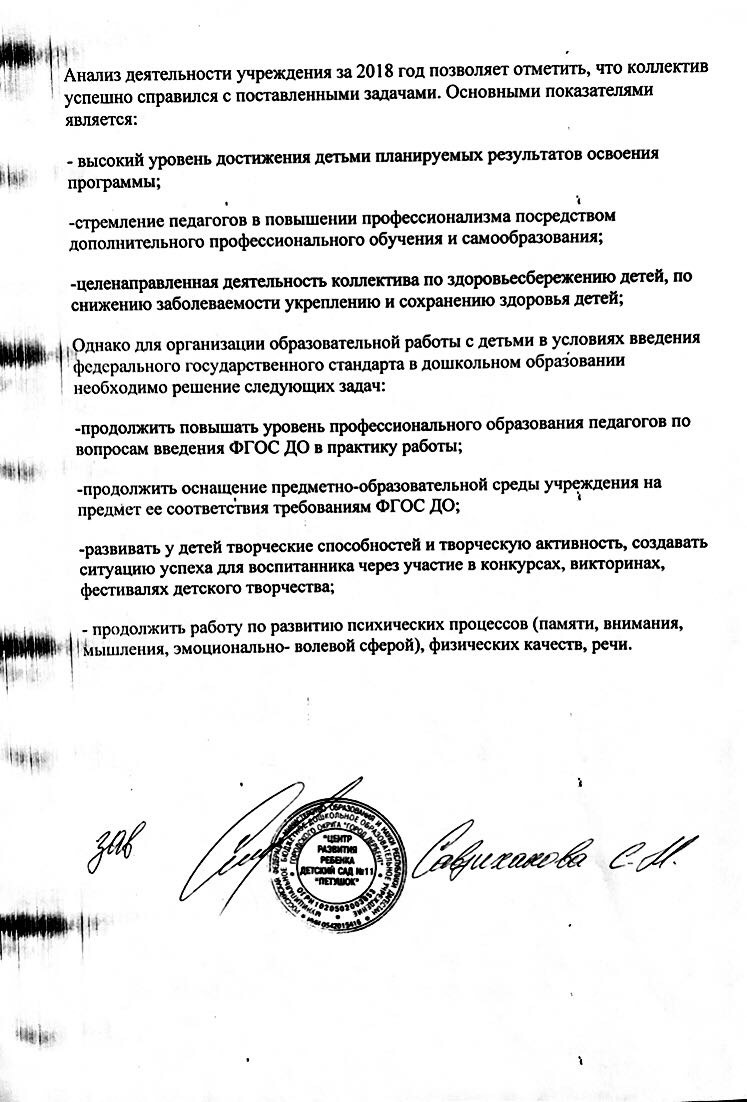 Анализ деятельности учреждения за 2018 год позволяет отметить, что коллектив
успешно справился с поставленными задачами. Основными показателями
является:
- высокий уровень достижения детьми планируемых результатов освоения
программы;
-стремление педагогов в повышении профессионализма посредством
дополнительного профессионального обучения и самообразования;
-целенаправленная деятельность коллектива по здоровьесбережению детей, по
снижению заболеваемости укреплению и сохранению здоровья детей;
Однако для организации образовательной работы с детьми в условиях введения
федерального государственного стандарта в дошкольном образовании
необходимо решение следующих задач:
-продолжить повышать уровень профессионального образования педагогов по
вопросам введения ФГОС ДО в практику работы;
-продолжить оснащение предметно-образовательной среды учреждения на
предмет ее соответствия требованиям ФГОС ДО;
-развивать у детей творческие способностей и творческую активность, создавать
ситуацию успеха для воспитанника через участие в конкурсах, викторинах,
фестивалях детского творчества;
- продолжить работу по развитию психических процессов (памяти, внимания,
мышления, эмоционально- волевой сферой), физических качеств, речи.
зав
"ЦЕНТР
РАЗВИТИЯ
РЕБЕНКА
ДЕТСКИЙ САД №11
"ПЕТУШОК"
С. М.